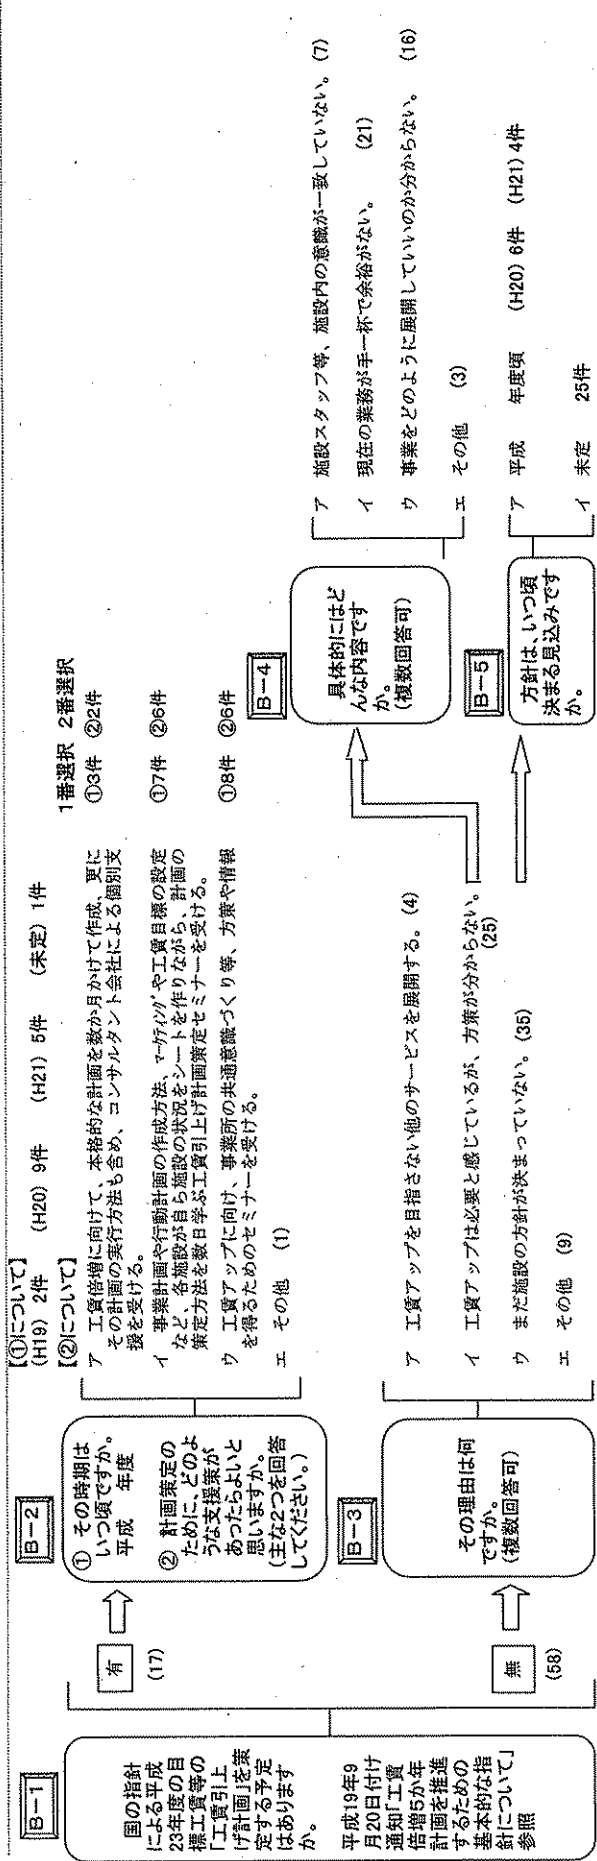 B－1
国の指針
による平成
23年度の目
標工賃等の
「工賃引上
げ計画」を策
定する予定
はあります
か。
平成19年9
月20日付け
通知「工賃
倍増5か年
計画を推進
するための
基本的な指
針について」
参照
有
(17)
無
(58)
B－2
① その時期は
いつ頃ですか。
平成　年度
② 計画策定の
ために、どのよ
うな支援策が
あったらよいと
思いますか。
(主な2つを回答
してください。)
【①について】
(H19) 2件　(H20) 9件　(H21) 5件　(未定) 1件
【②について】
1番選択　2番選択
ア　工賃倍増に向けて、本格的な計画を数か月かけて作成、更に
その計画の実行方法も含め、コンサルタント会社による個別支
援を受ける。
①3件　②2件
イ　事業計画や行動計画の作成方法、マーケティングや工賃目標の設定
など、各施設が自ら施設の状況をシートを作りながら、計画の
策定方法を数日学ぶ工賃引上げ計画策定セミナーを受ける。
①7件　②6件
ウ　工賃アップに向け、事業所の共通意識づくり等、方策や情報
を得るためのセミナーを受ける。
①8件　②6件
エ　その他　(1)
B－3
その理由は何
ですか。
(複数回答可)
ア　工賃アップを目指さない他のサービスを展開する。(4)
イ　工賃アップは必要と感じているが、方策が分からない。
(25)
ウ　まだ施設の方針が決まっていない。(35)
エ　その他　(9)
B－4
具体的にはど
んな内容です
か。
(複数回答可)
ア　施設スタッフ等、施設内の意識が一致していない。(7)
イ　現在の業務が手一杯で余裕がない。　(21)
ウ　事業をどのように展開していいのか分からない。　(16)
エ　その他　(3)
B－5
方針は、いつ頃
決まる見込みです
か。
ア　平成　年度頃　(H20) 6件　(H21) 4件
イ　未定　25件